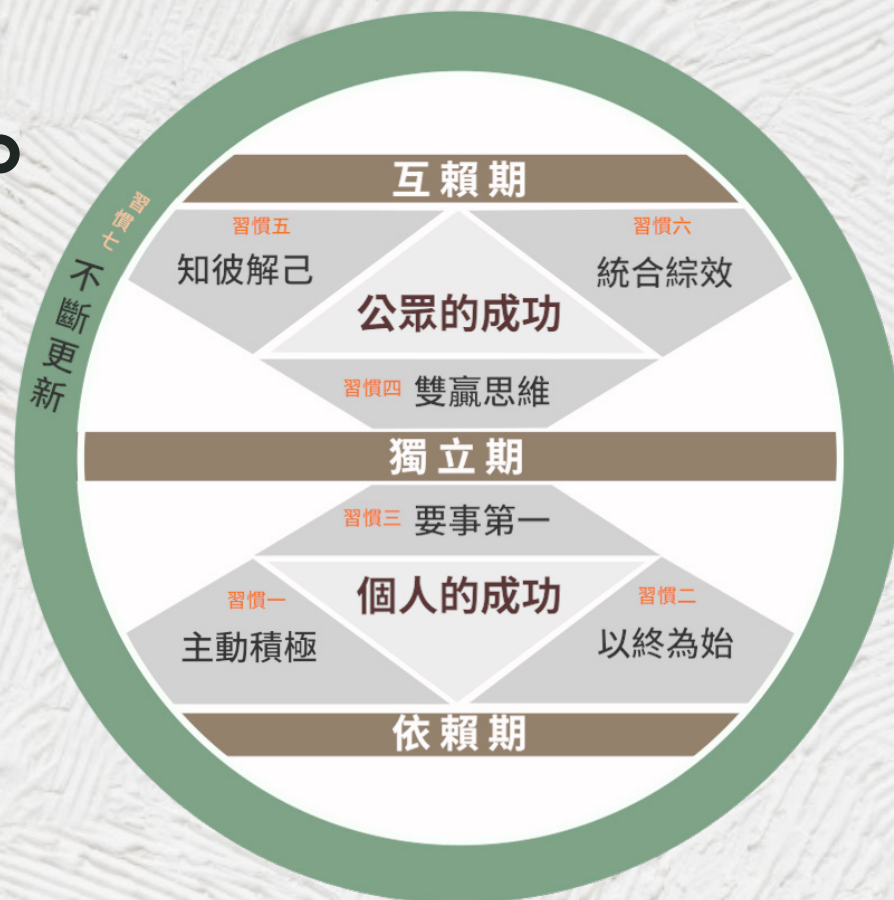 互賴期
習慣五
知彼解己
習慣六
統合綜效
公眾的成功
習慣四 雙贏思維
獨立期
習慣三 要事第一
個人的成功
習慣一
主動積極
習慣二
以終為始
依賴期
習慣七 不斷更新